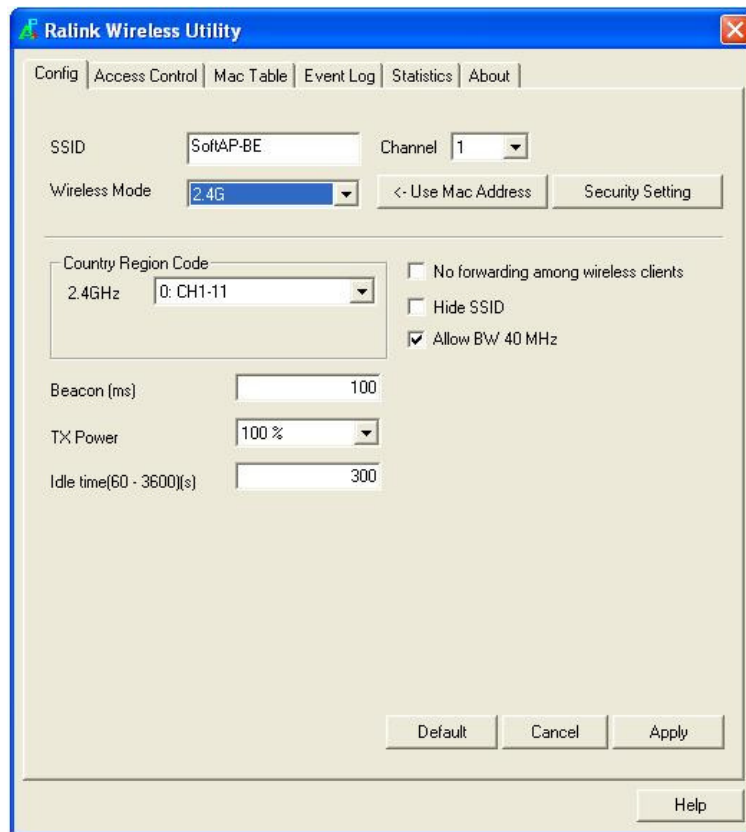 Ralink Wireless Utility
Config Access Control Mac Table Event Log Statistics About
SSID SoftAP-BE Channel 1
Wireless Mode 2.4G <- Use Mac Address Security Setting
Country Region Code
2.4GHz 0: CH1-11
No forwarding among wireless clients
Hide SSID
Allow BW 40 MHz
Beacon (ms) 100
TX Power 100 %
Idle time(60 - 3600)(s) 300
Default Cancel Apply
Help